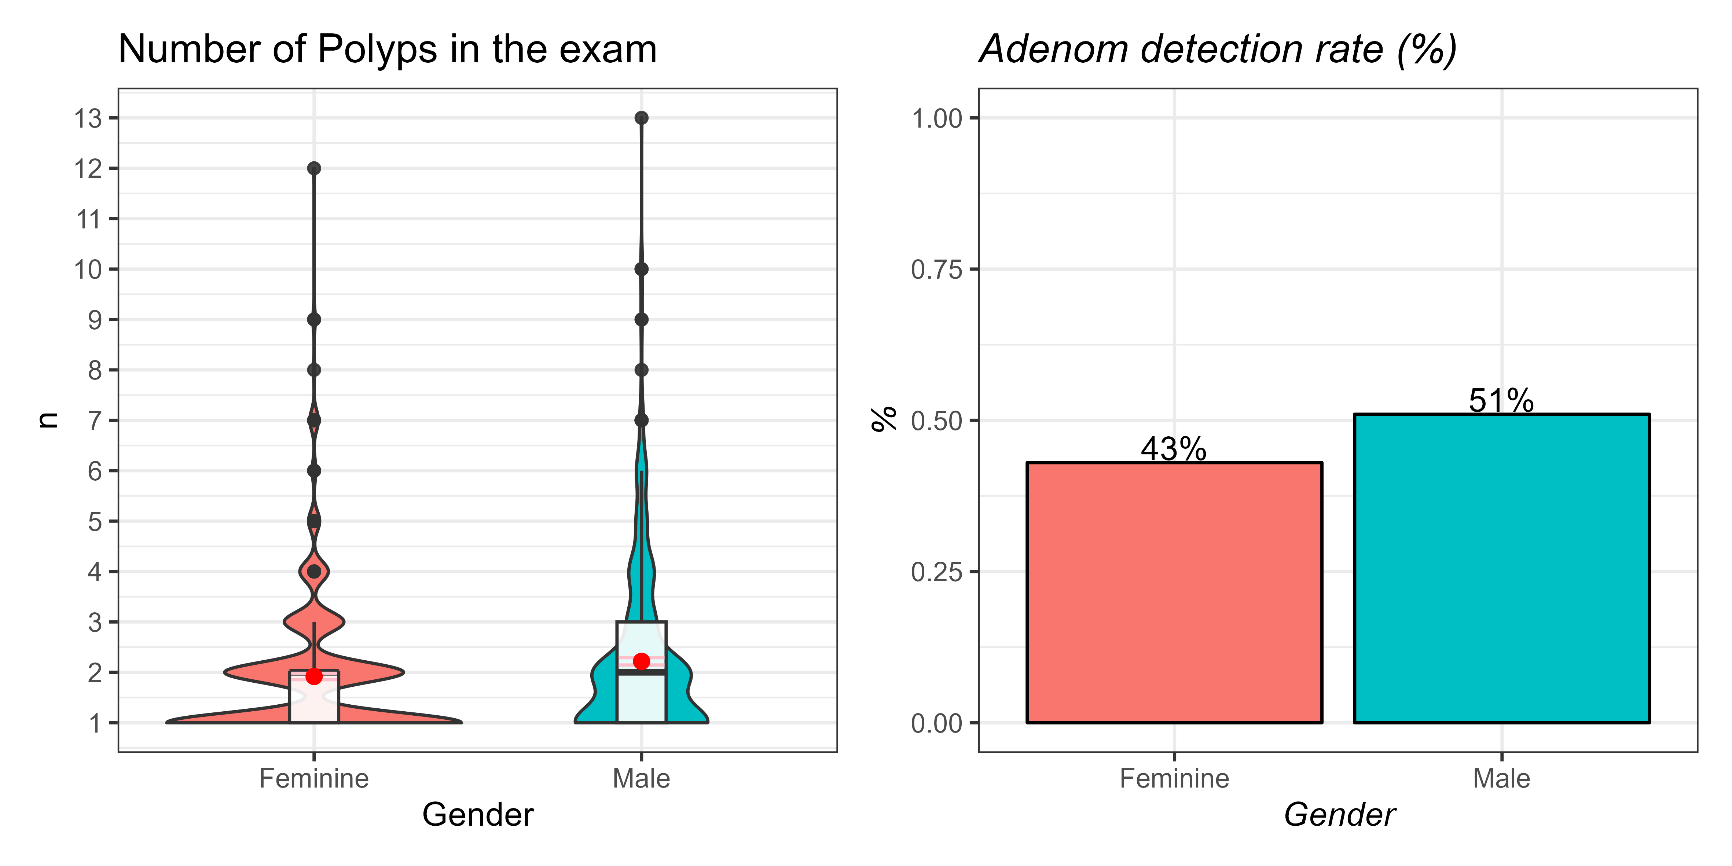 Number of Polyps in the exam
13
12
11
10
9
8
7
6
5
4
3
2
1
n
Feminine
Male
Gender
Adenom detection rate (%)
1.00
0.75
0.50
0.25
0.00
%
43%
51%
Feminine
Male
Gender